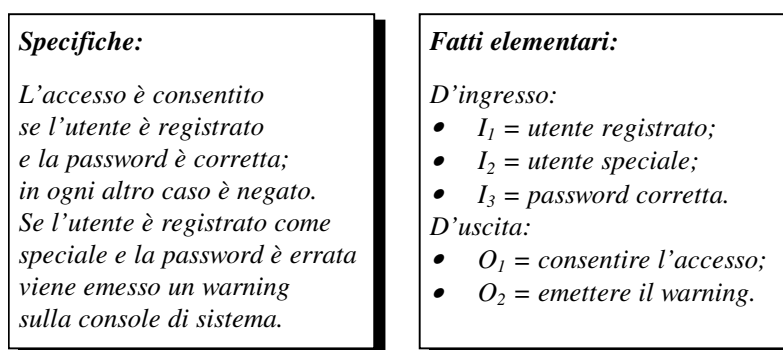 Specifiche:
L'accesso è consentito
se l'utente è registrato
e la password è corretta;
in ogni altro caso è negato.
Se l'utente è registrato come
speciale e la password è errata
viene emesso un warning
sulla console di sistema.
Fatti elementari:
D'ingresso:
• I1 = utente registrato;
• I2 = utente speciale;
• I3 = password corretta.
D'uscita:
• O1 = consentire l'accesso;
• O2 = emettere il warning.